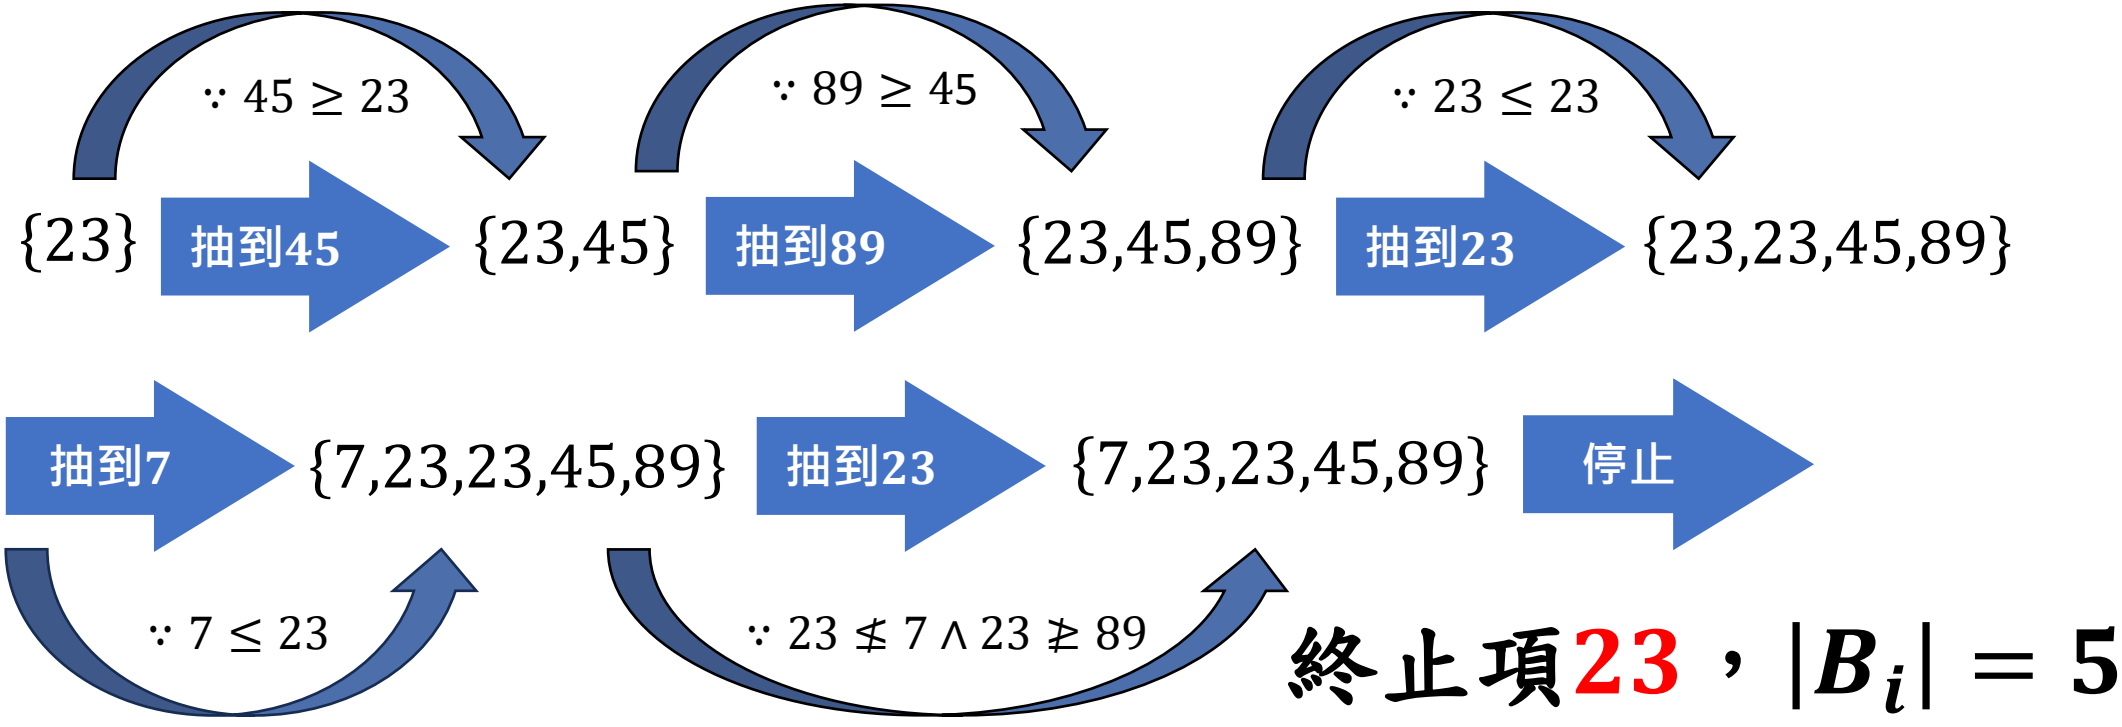 ∵ 45 ≥ 23
∵ 89 ≥ 45
∵ 23 ≤ 23
{23} 抽到45 {23,45} 抽到89 {23,45,89} 抽到23 {23,23,45,89}
抽到7 {7,23,23,45,89} 抽到23 {7,23,23,45,89} 停止
∵ 7 ≤ 23
∵ 23 ≰ 7 ∧ 23 ≱ 89
終止項23，|Bᵢ| = 5